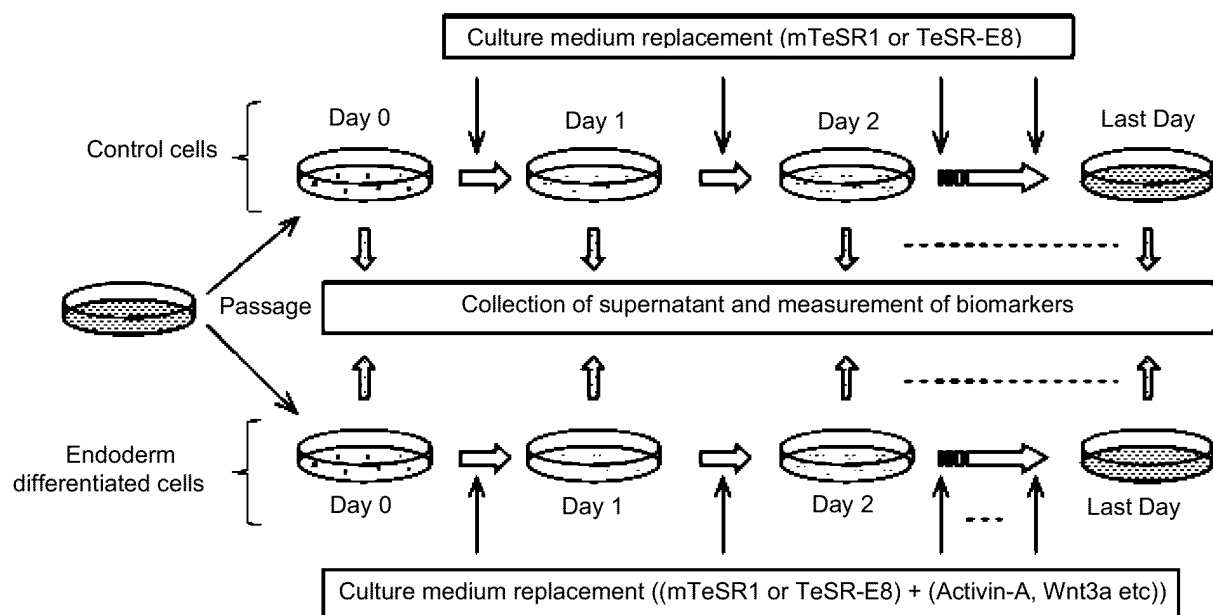 Culture medium replacement (mTeSR1 or TeSR-E8)
Day 0
Day 1
Day 2
Last Day
Control cells
Passage
Collection of supernatant and measurement of biomarkers
Endoderm
differentiated cells
Day 0
Day 1
Day 2
Last Day
Culture medium replacement ((mTeSR1 or TeSR-E8) + (Activin-A, Wnt3a etc))